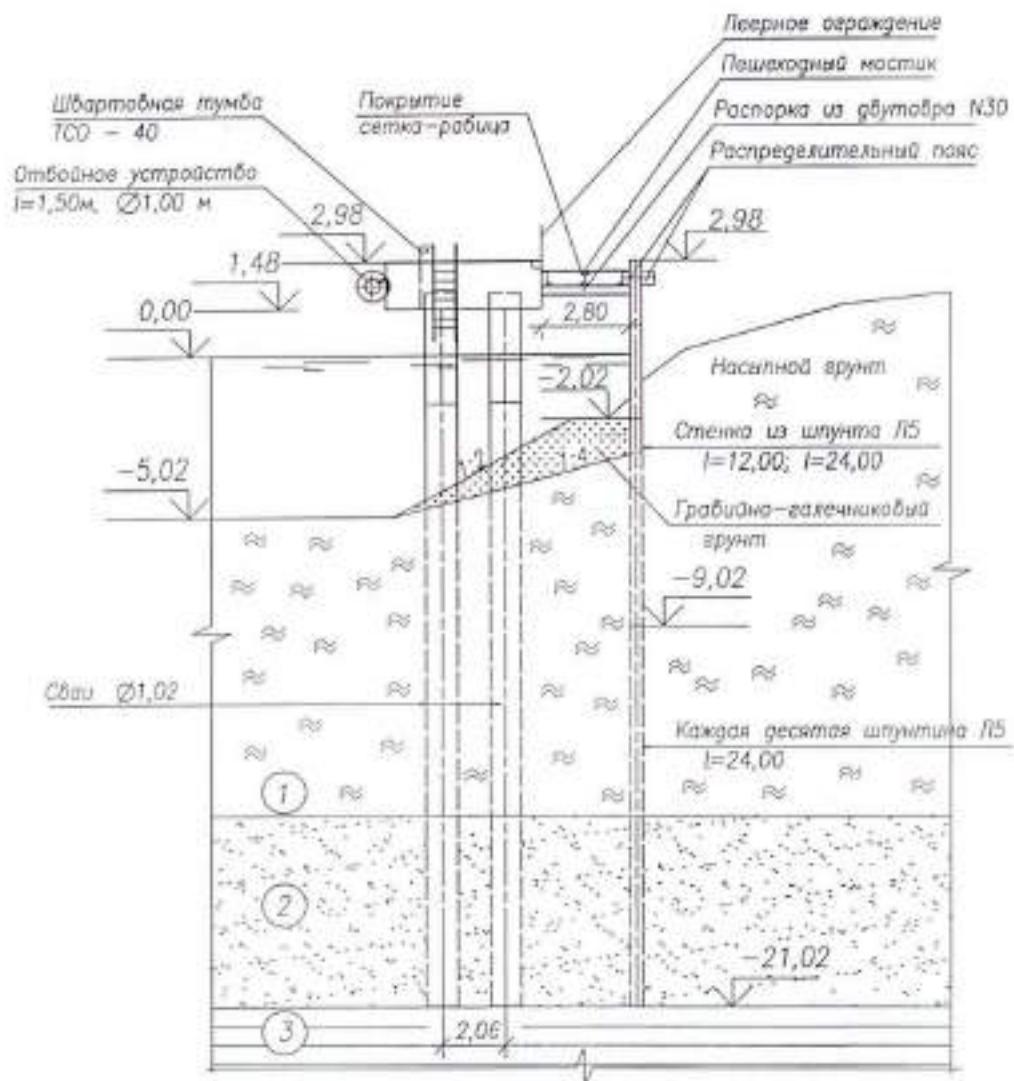 Леерное ограждение
Пешеходный мостик
Распорка из двутавра N30
Распределительный пояс
Покрытие
сетка-рабица
Швартовная тумба
ТСО - 40
Отбойное устройство
l=1,50м, Ø1,00 м
2,98
2,98
1,48
0,00
2,80
-2,02
Насыпной грунт
Стенка из шпунта Л5
l=12,00; l=24,00
-5,02
1:2
1:4
Гравийно-галечниковый
грунт
-9,02
Сваи Ø1,02
Каждая десятая шпунтина Л5
l=24,00
1
2
-21,02
3
2,06